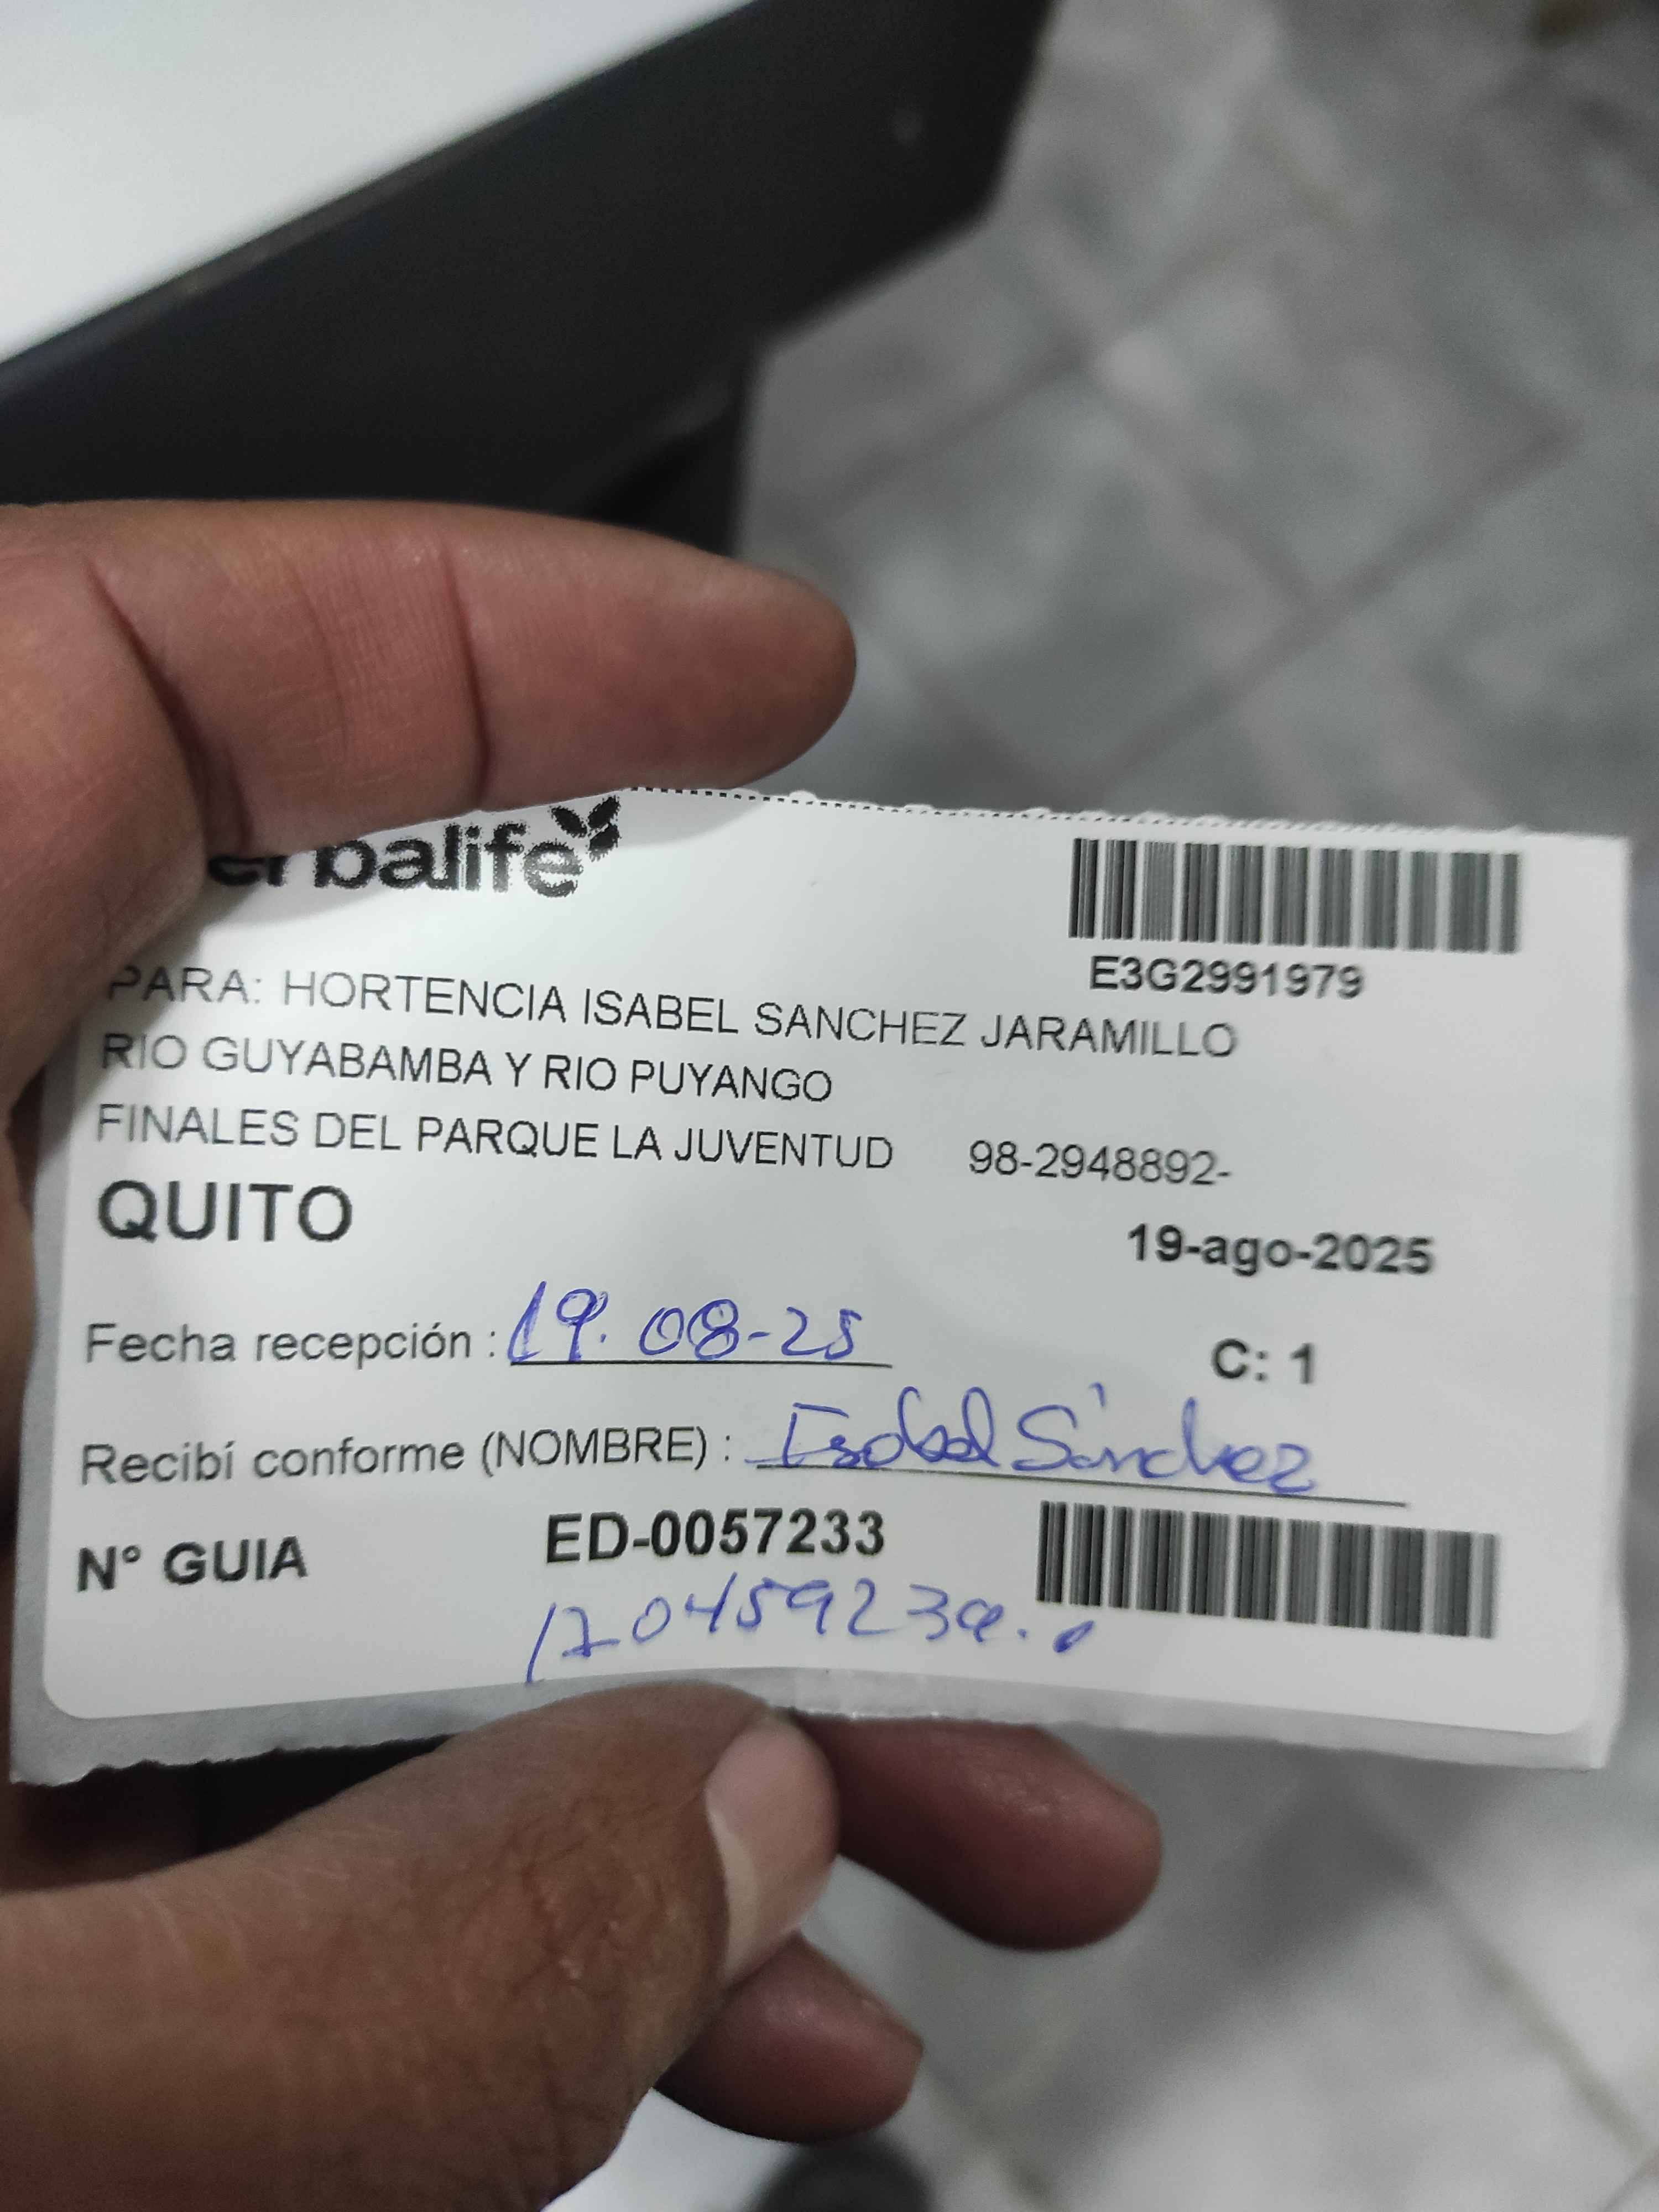 erbalife
E3G2991979
PARA: HORTENCIA ISABEL SANCHEZ JARAMILLO
RIO GUYABAMBA Y RIO PUYANGO
FINALES DEL PARQUE LA JUVENTUD 98-2948892-
QUITO
19-ago-2025
Fecha recepción : 19. 08-25
C: 1
Recibí conforme (NOMBRE) : Isabel Sánchez
N° GUIA ED-0057233